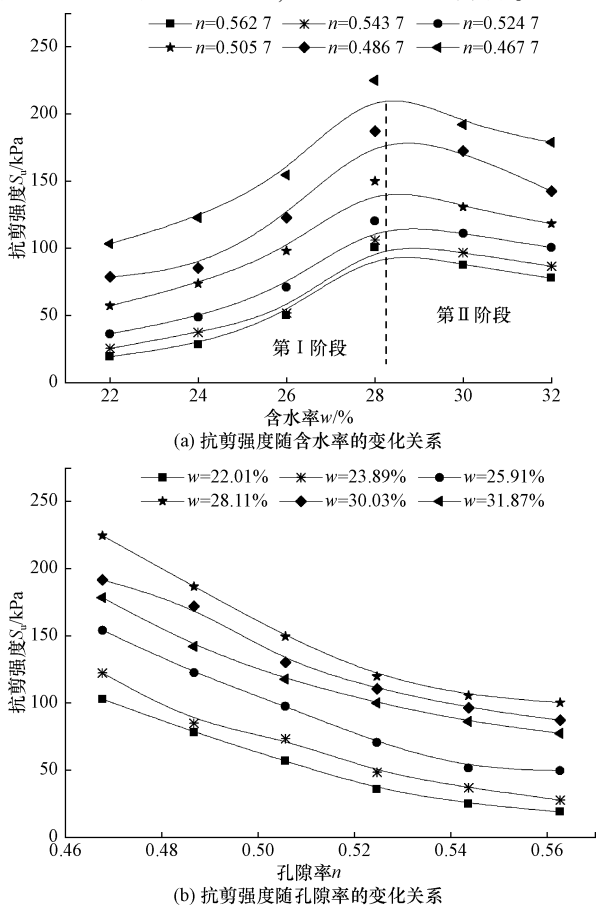 n=0.562 7 n=0.543 7 n=0.524 7
n=0.505 7 n=0.486 7 n=0.467 7
250
200
150
100
50
0
抗剪强度Su/kPa
第Ⅰ阶段
第Ⅱ阶段
22 24 26 28 30 32
含水率w/%
(a) 抗剪强度随含水率的变化关系
w=22.01% w=23.89% w=25.91%
w=28.11% w=30.03% w=31.87%
250
200
150
100
50
0
抗剪强度Su/kPa
0.46 0.48 0.50 0.52 0.54 0.56
孔隙率n
(b) 抗剪强度随孔隙率的变化关系